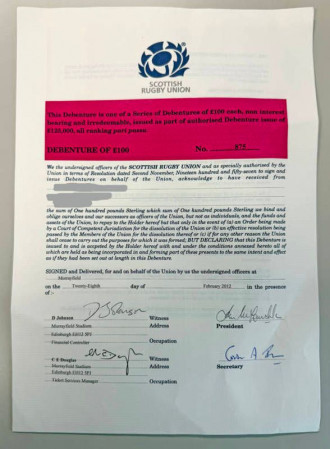 SCOTTISH
RUGBY UNION
This Debenture is one of a Series of Debentures of £100 each, non interest
bearing and irredeemable, issued as part of authorised Debenture issue of
£125,000, all ranking pari passu.
DEBENTURE OF £100 No. 875
We the undersigned officers of the SCOTTISH RUGBY UNION and as specially authorised by the
Union in terms of Resolution dated Second November, Nineteen hundred and fifty-seven to sign and
issue Debentures on behalf of the Union, acknowledge to have received from
the sum of One hundred pounds Sterling which sum of One hundred pounds Sterling we bind and
oblige ourselves and our successors as officers of the Union, but not as individuals, and the funds and
assets of the Union, to repay to the Holder hereof but that only in the event of (a) an Order being made
by a Court of Competent Jurisdiction for the dissolution of the Union (b) an effective resolution being
passed by the Members of the Union for the dissolution thereof or (c) if for any other reason the Union
shall cease to carry out the purposes for which it was formed; BUT DECLARING that this Debenture is
issued to and is accepted by the Holder hereof with and under the conditions annexed hereto all of
which are held as being incorporated in and forming part of these presents to the same intent and effect
as if they had been set out at length in this Debenture.
SIGNED and Delivered, for and on behalf of the Union by us the undersigned officers at
Murrayfield
on the Twenty-Eighth day of February 2012 in the presence
of :-
D Johnson Witness
Murrayfield Stadium Address President
Edinburgh EH12 5PJ
Financial Controller Occupation
C S Douglas Witness
Murrayfield Stadium Address Secretary
Edinburgh EH12 5PJ
Ticket Services Manager Occupation